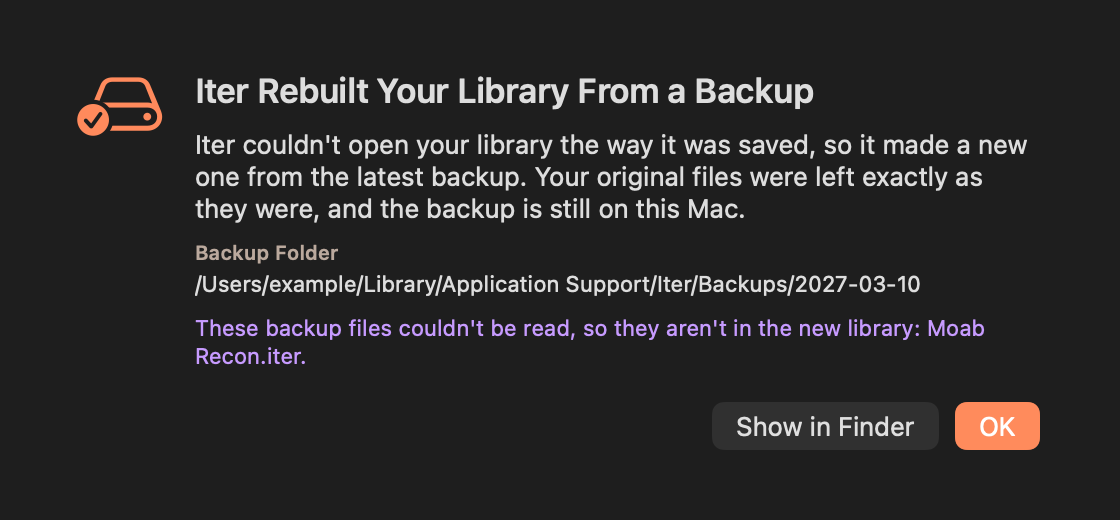 Iter Rebuilt Your Library From a Backup
Iter couldn't open your library the way it was saved, so it made a new
one from the latest backup. Your original files were left exactly as
they were, and the backup is still on this Mac.
Backup Folder
/Users/example/Library/Application Support/Iter/Backups/2027-03-10
These backup files couldn't be read, so they aren't in the new library: Moab
Recon.iter.
Show in Finder
OK